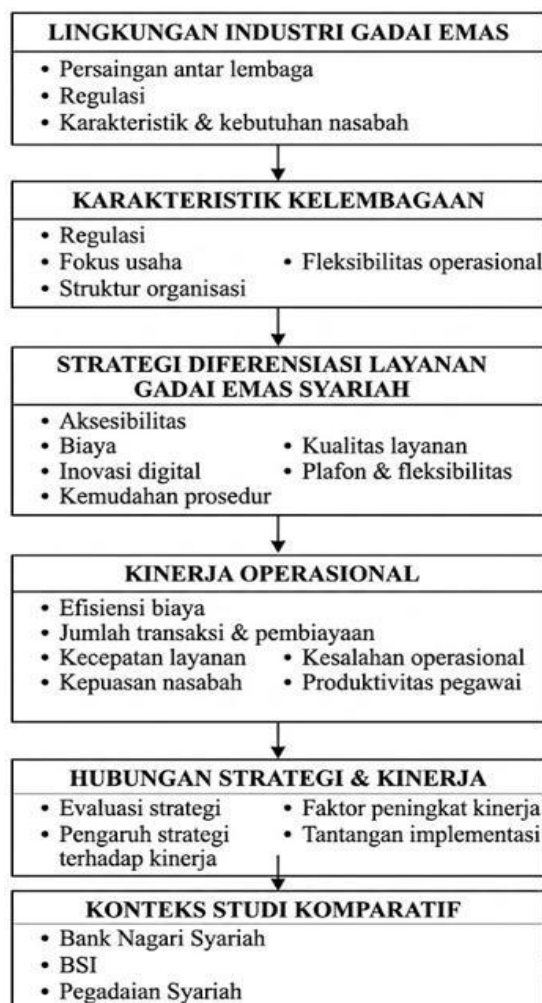 LINGKUNGAN INDUSTRI GADAI EMAS
• Persaingan antar lembaga
• Regulasi
• Karakteristik & kebutuhan nasabah
KARAKTERISTIK KELEMBAGAAN
• Regulasi
• Fokus usaha • Fleksibilitas operasional
• Struktur organisasi
STRATEGI DIFERENSIASI LAYANAN
GADAI EMAS SYARIAH
• Aksesibilitas
• Biaya • Kualitas layanan
• Inovasi digital • Plafon & fleksibilitas
• Kemudahan prosedur
KINERJA OPERASIONAL
• Efisiensi biaya
• Jumlah transaksi & pembiayaan
• Kecepatan layanan • Kesalahan operasional
• Kepuasan nasabah • Produktivitas pegawai
HUBUNGAN STRATEGI & KINERJA
• Evaluasi strategi • Faktor peningkat kinerja
• Pengaruh strategi • Tantangan implementasi
terhadap kinerja
KONTEKS STUDI KOMPARATIF
• Bank Nagari Syariah
• BSI
• Pegadaian Syariah